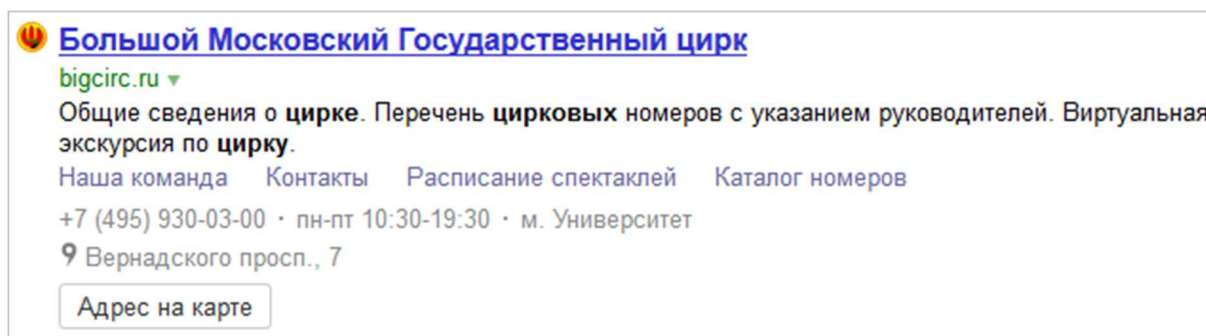 Большой Московский Государственный цирк
bigcirc.ru
Общие сведения о цирке. Перечень цирковых номеров с указанием руководителей. Виртуальная
экскурсия по цирку.
Наша команда Контакты Расписание спектаклей Каталог номеров
+7 (495) 930-03-00 · пн-пт 10:30-19:30 · м. Университет
Вернадского просп., 7
Адрес на карте